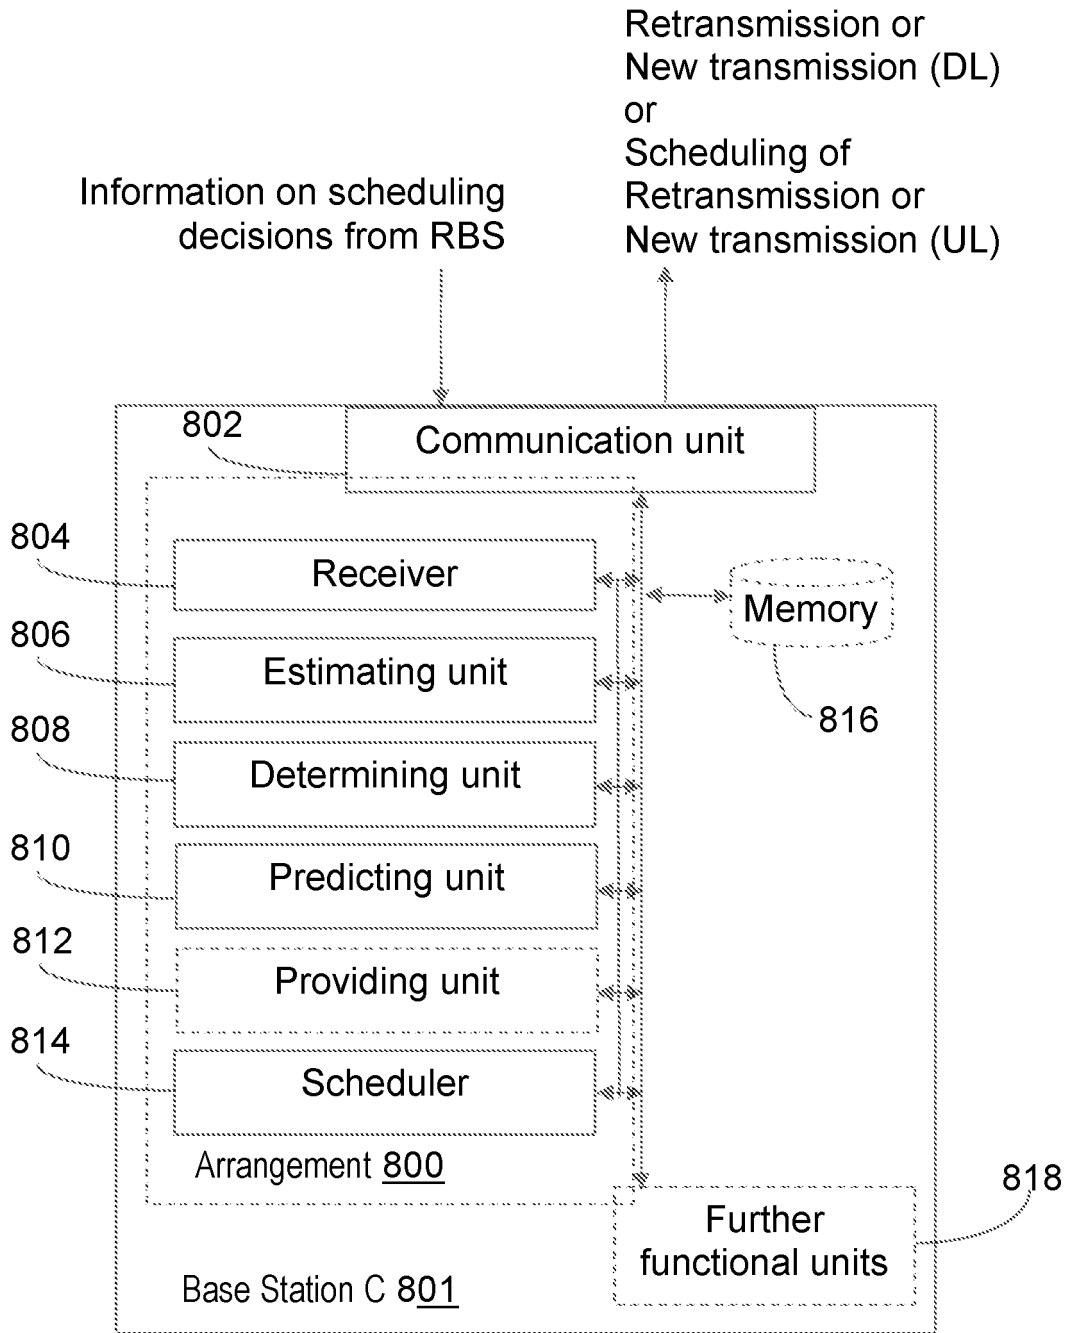 Retransmission or
New transmission (DL)
or
Scheduling of
Retransmission or
New transmission (UL)
Information on scheduling
decisions from RBS
802
Communication unit
804
Receiver
Memory
806
Estimating unit
816
808
Determining unit
810
Predicting unit
812
Providing unit
814
Scheduler
Arrangement 800
818
Further
functional units
Base Station C 801